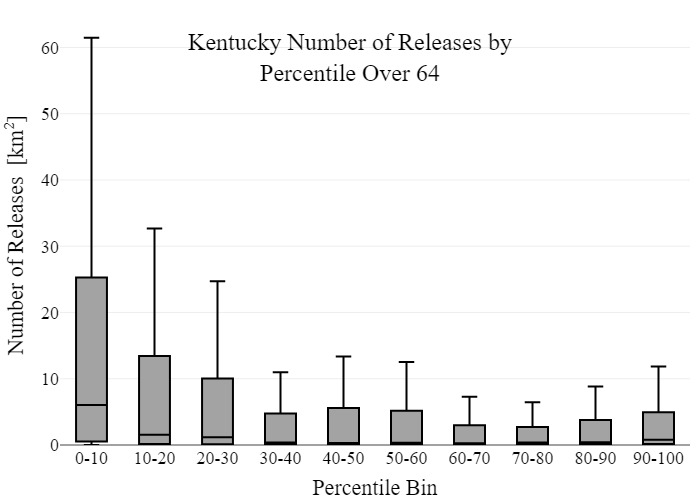 Kentucky Number of Releases by
Percentile Over 64
Number of Releases [km²]
60
50
40
30
20
10
0
0-10 10-20 20-30 30-40 40-50 50-60 60-70 70-80 80-90 90-100
Percentile Bin